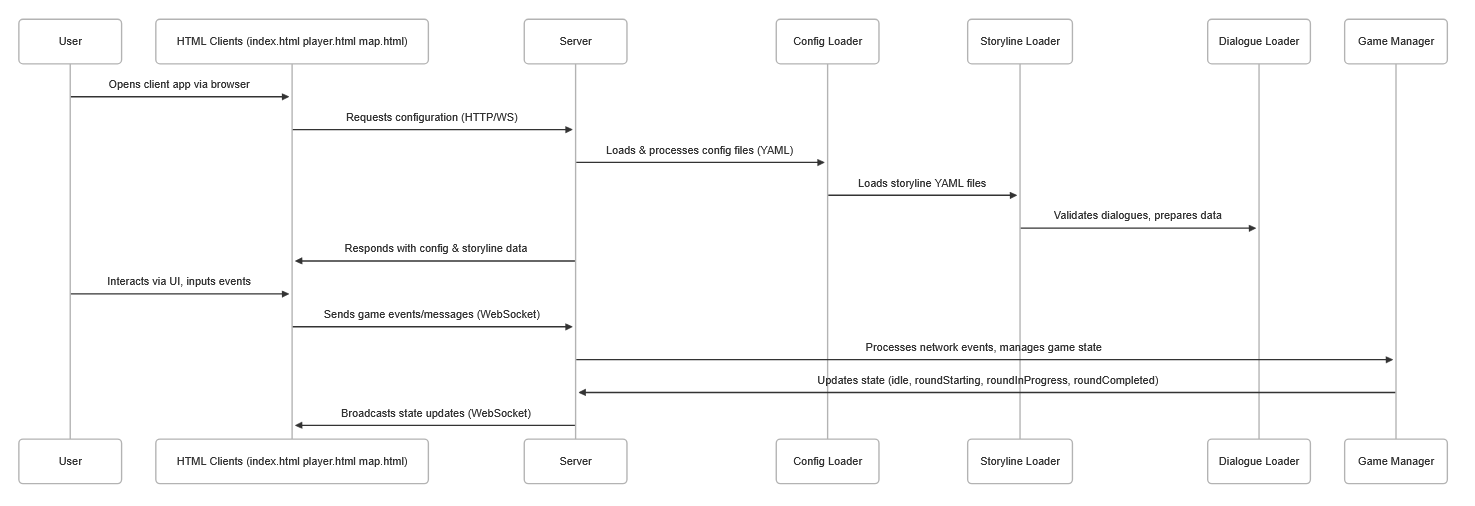 User
HTML Clients (index.html player.html map.html)
Server
Config Loader
Storyline Loader
Dialogue Loader
Game Manager
Opens client app via browser
Requests configuration (HTTP/WS)
Loads & processes config files (YAML)
Loads storyline YAML files
Validates dialogues, prepares data
Responds with config & storyline data
Interacts via UI, inputs events
Sends game events/messages (WebSocket)
Processes network events, manages game state
Updates state (idle, roundStarting, roundInProgress, roundCompleted)
Broadcasts state updates (WebSocket)
User
HTML Clients (index.html player.html map.html)
Server
Config Loader
Storyline Loader
Dialogue Loader
Game Manager